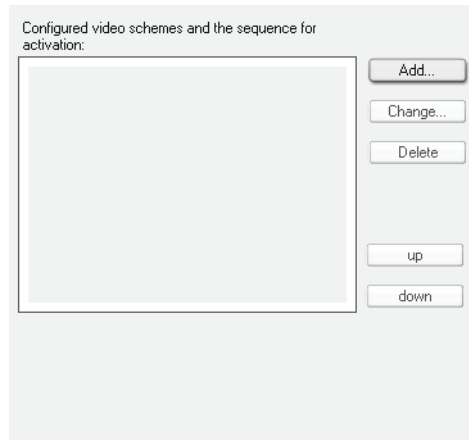 Configured video schemes and the sequence for
activation:
Add...
Change...
Delete
up
down